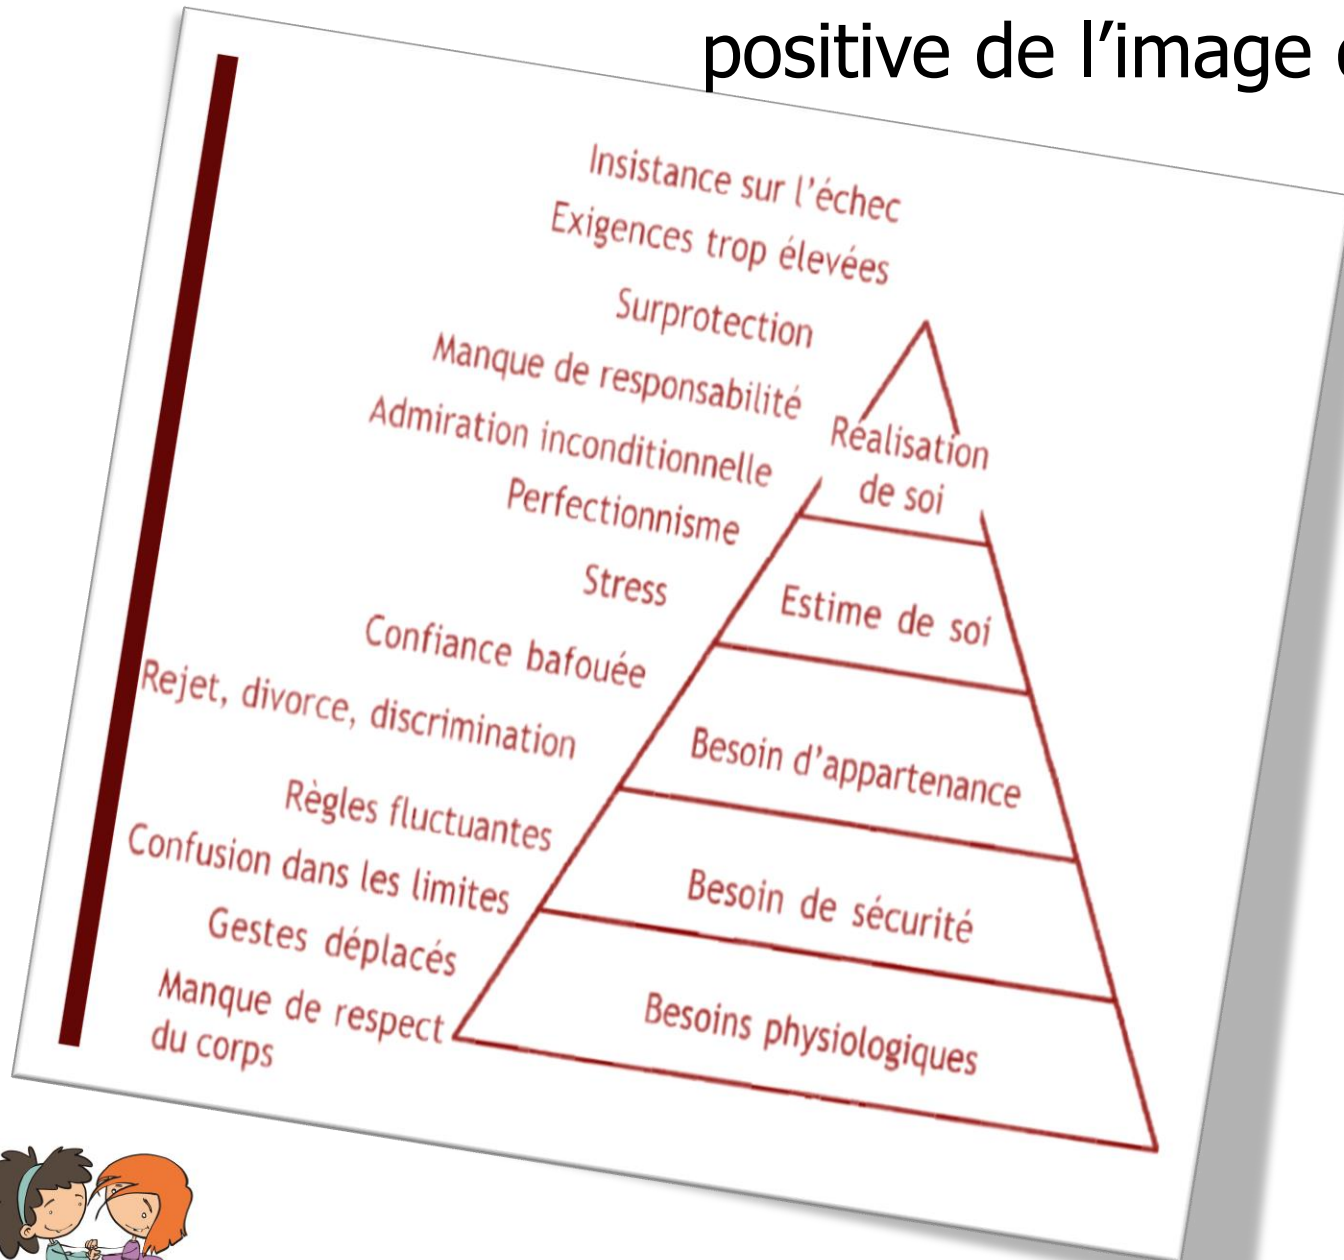 positive de l’image
Insistance sur l’échec
Exigences trop élevées
Surprotection
Manque de responsabilité
Admiration inconditionnelle
Perfectionnisme
Stress
Confiance bafouée
Rejet, divorce, discrimination
Règles fluctuantes
Confusion dans les limites
Gestes déplacés
Manque de respect
du corps
Réalisation
de soi
Estime de soi
Besoin d’appartenance
Besoin de sécurité
Besoins physiologiques